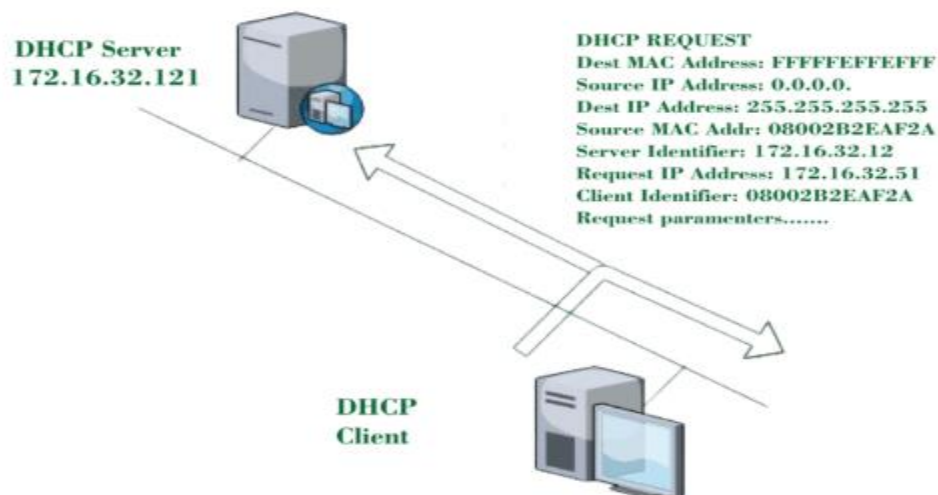 DHCP Server
172.16.32.121
DHCP REQUEST
Dest MAC Address: FFFFFEFFEFFF
Source IP Address: 0.0.0.0.
Dest IP Address: 255.255.255.255
Source MAC Addr: 08002B2EAF2A
Server Identifier: 172.16.32.12
Request IP Address: 172.16.32.51
Client Identifier: 08002B2EAF2A
Request paramenters.......
DHCP
Client